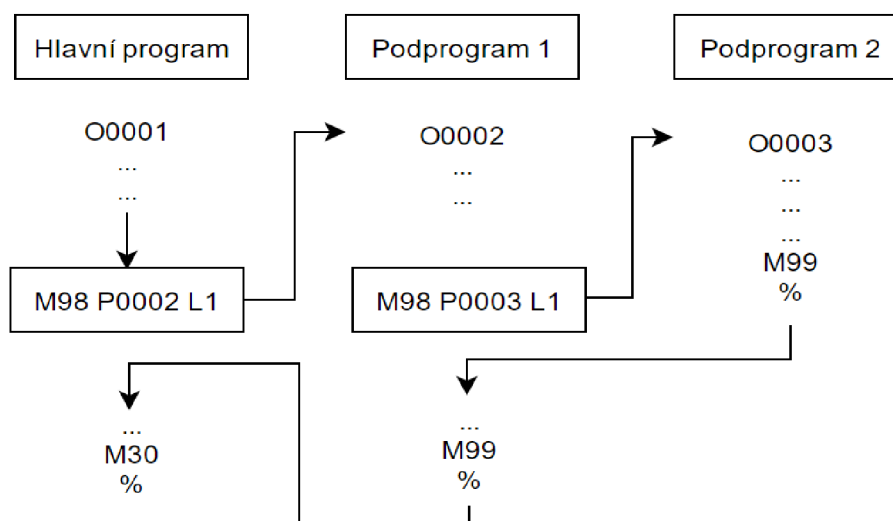 Hlavní program
O0001
...
...
M98 P0002 L1
...
M30
%
Podprogram 1
O0002
...
...
M98 P0003 L1
...
M99
%
Podprogram 2
O0003
...
...
...
M99
%